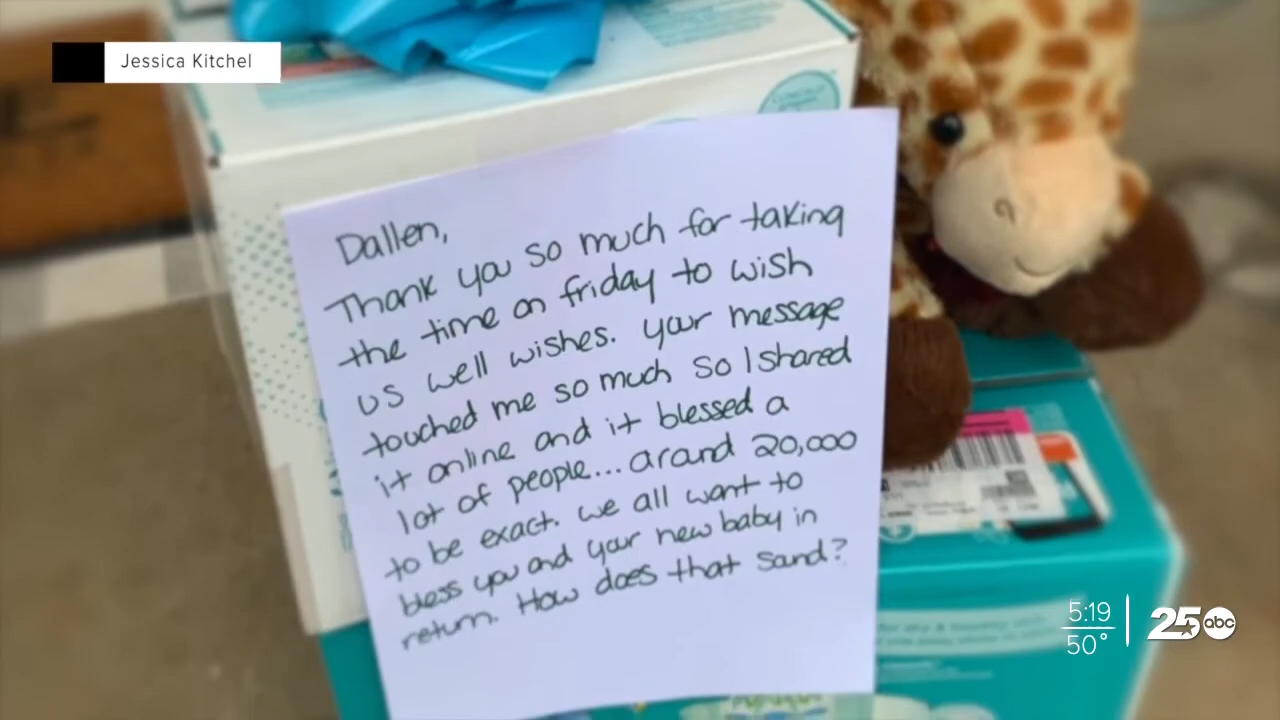 Jessica Kitchel
Dallen,
Thank you so much for taking
the time on friday to wish
us well wishes. your message
touched me so much so I shared
it online and it blessed a
lot of people... around 20,000
to be exact. we all want to
bless you and your new baby in
return. How does that sound?
5:19
50°
25 abc